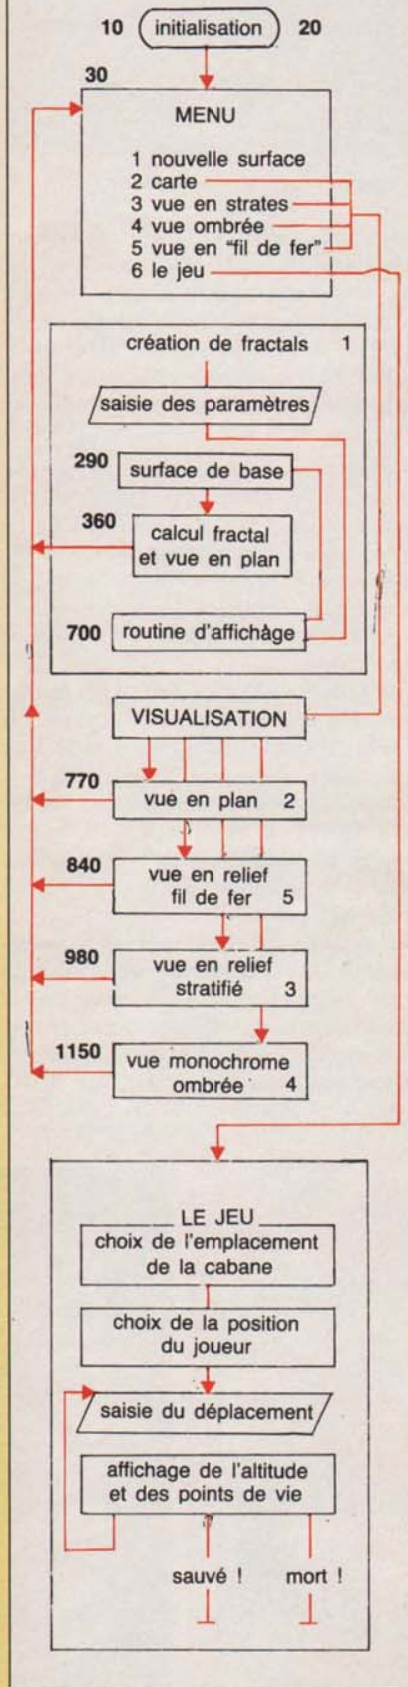 10 initialisation 20
30
MENU
1 nouvelle surface
2 carte
3 vue en strates
4 vue ombrée
5 vue en "fil de fer"
6 le jeu
création de fractals 1
saisie des paramètres
290 surface de base
360 calcul fractal
et vue en plan
700 routine d'affichage
VISUALISATION
770
vue en plan 2
840 vue en relief
fil de fer 5
980 vue en relief
stratifié 3
1150 vue monochrome
ombrée 4
LE JEU
choix de l'emplacement
de la cabane
choix de la position
du joueur
saisie du déplacement
affichage de l'altitude
et des points de vie
sauvé ! mort !